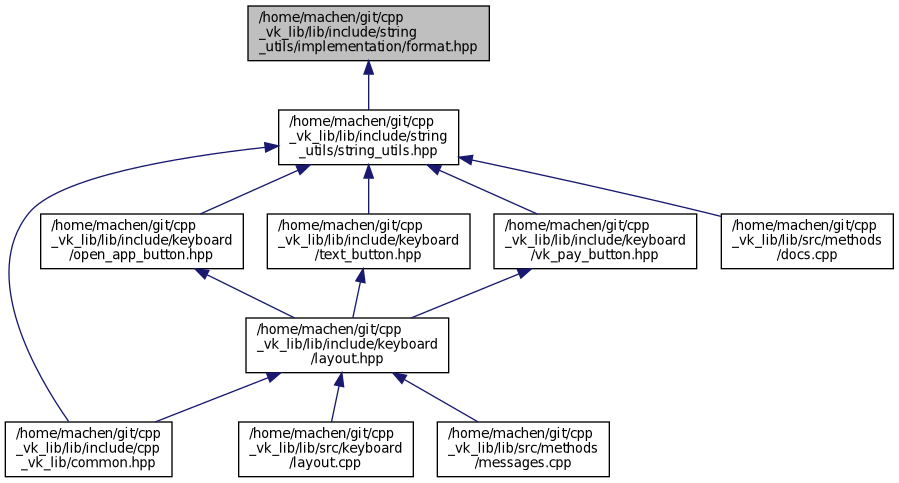 /home/machen/git/cpp
_vk_lib/lib/include/string
_utils/implementation/format.hpp
/home/machen/git/cpp
_vk_lib/lib/include/string
_utils/string_utils.hpp
/home/machen/git/cpp
_vk_lib/lib/include/keyboard
/open_app_button.hpp
/home/machen/git/cpp
_vk_lib/lib/include/keyboard
/text_button.hpp
/home/machen/git/cpp
_vk_lib/lib/include/keyboard
/vk_pay_button.hpp
/home/machen/git/cpp
_vk_lib/lib/src/methods
/docs.cpp
/home/machen/git/cpp
_vk_lib/lib/include/keyboard
/layout.hpp
/home/machen/git/cpp
_vk_lib/lib/include/cpp
_vk_lib/common.hpp
/home/machen/git/cpp
_vk_lib/lib/src/keyboard
/layout.cpp
/home/machen/git/cpp
_vk_lib/lib/src/methods
/messages.cpp